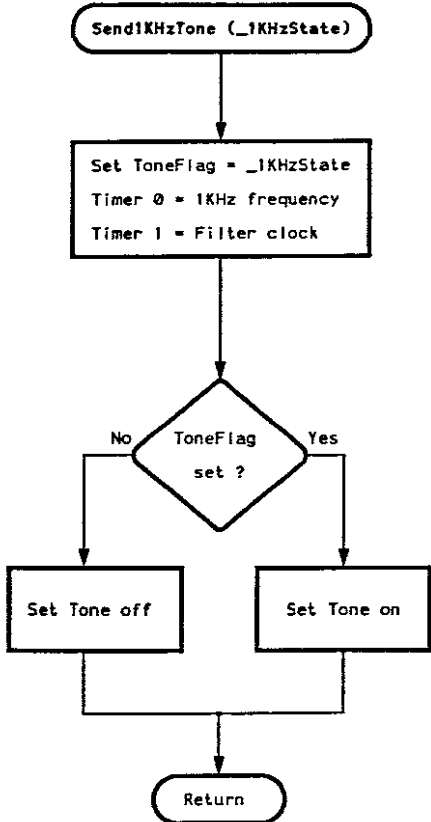 Send1KHzTone (_1KHzState)
Set ToneFlag = _1KHzState
Timer 0 = 1KHz frequency
Timer 1 = Filter clock
No
ToneFlag
Yes
set ?
Set Tone off
Set Tone on
Return